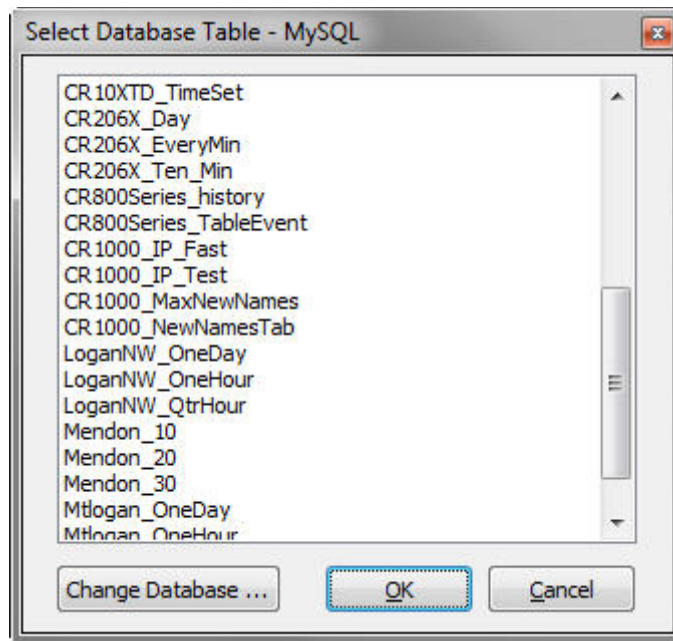 Select Database Table - MySQL
CR10XTD_TimeSet
CR206X_Day
CR206X_EveryMin
CR206X_Ten_Min
CR800Series_history
CR800Series_TableEvent
CR1000_IP_Fast
CR1000_IP_Test
CR1000_MaxNewNames
CR1000_NewNamesTab
LoganNW_OneDay
LoganNW_OneHour
LoganNW_QtrHour
Mendon_10
Mendon_20
Mendon_30
Mtlogan_OneDay
Mtlogan_OneHour
Change Database ... OK Cancel